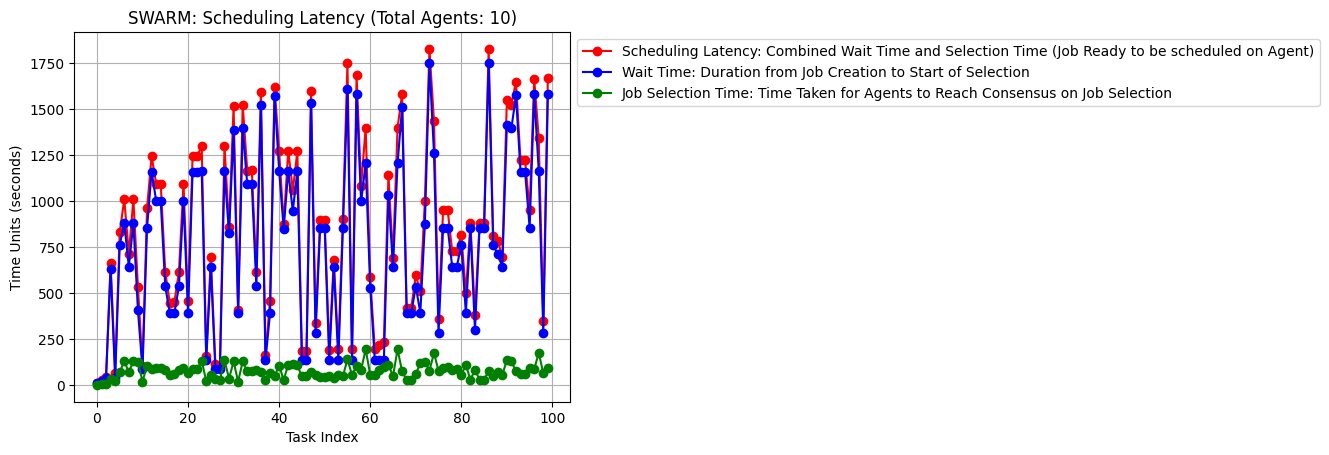 SWARM: Scheduling Latency (Total Agents: 10)
Scheduling Latency: Combined Wait Time and Selection Time (Job Ready to be scheduled on Agent)
Wait Time: Duration from Job Creation to Start of Selection
Job Selection Time: Time Taken for Agents to Reach Consensus on Job Selection
Time Units (seconds)
1750
1500
1250
1000
750
500
250
0
0 20 40 60 80 100
Task Index